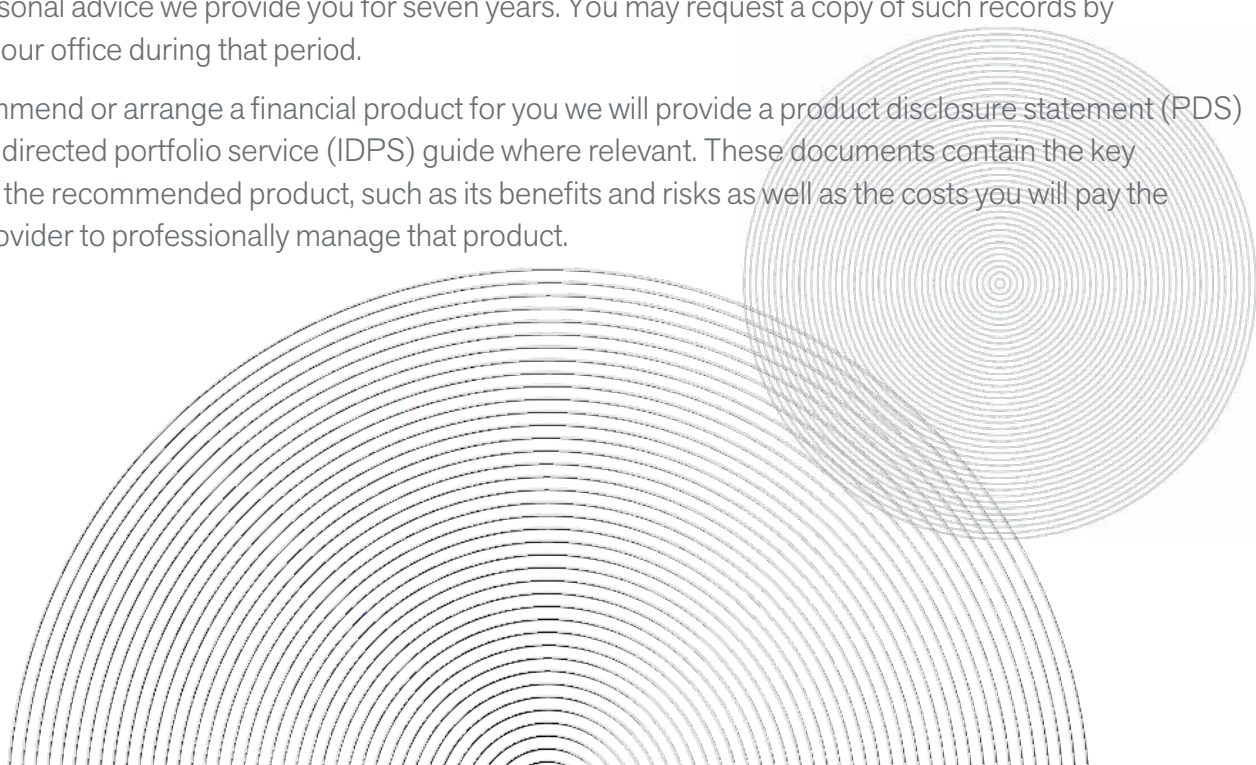 sonal advice we provide you for seven years. You may request a copy of such records by
our office during that period.
mmend or arrange a financial product for you we will provide a product disclosure statement (PDS)
directed portfolio service (IDPS) guide where relevant. These documents contain the key
the recommended product, such as its benefits and risks as well as the costs you will pay the
ovider to professionally manage that product.